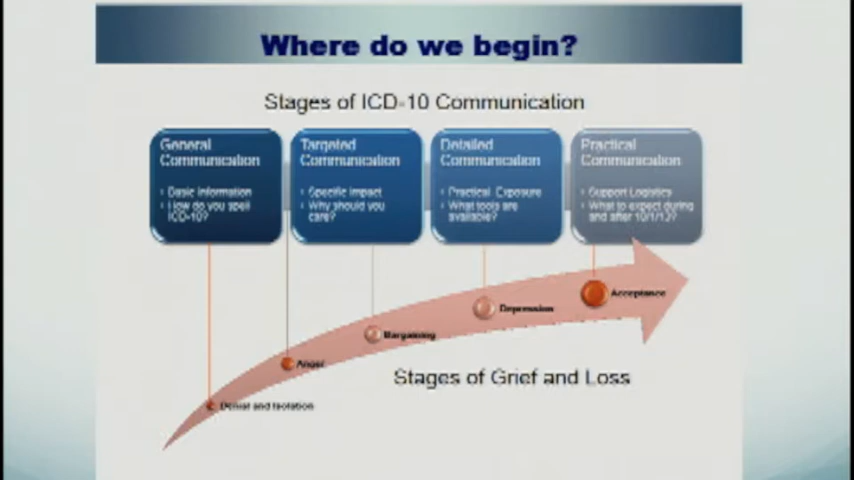 Where do we begin?
Stages of ICD-10 Communication
General
Communication
Basic Information
How do you spell
ICD-10?
Targeted
Communication
Specific Impact
Why should you
care?
Detailed
Communication
Practical Exposure
What tools are
available?
Practical
Communication
Support Logistics
What to expect during
and after 10/1/13?
Acceptance
Depression
Bargaining
Anger
Stages of Grief and Loss
Denial and Isolation